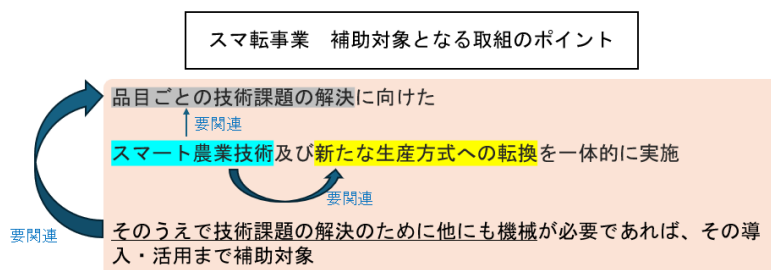 スマ転事業　補助対象となる取組のポイント
品目ごとの技術課題の解決に向けた
要関連
スマート農業技術及び新たな生産方式への転換を一体的に実施
要関連
要関連
そのうえで技術課題の解決のために他にも機械が必要であれば、その導
入・活用まで補助対象